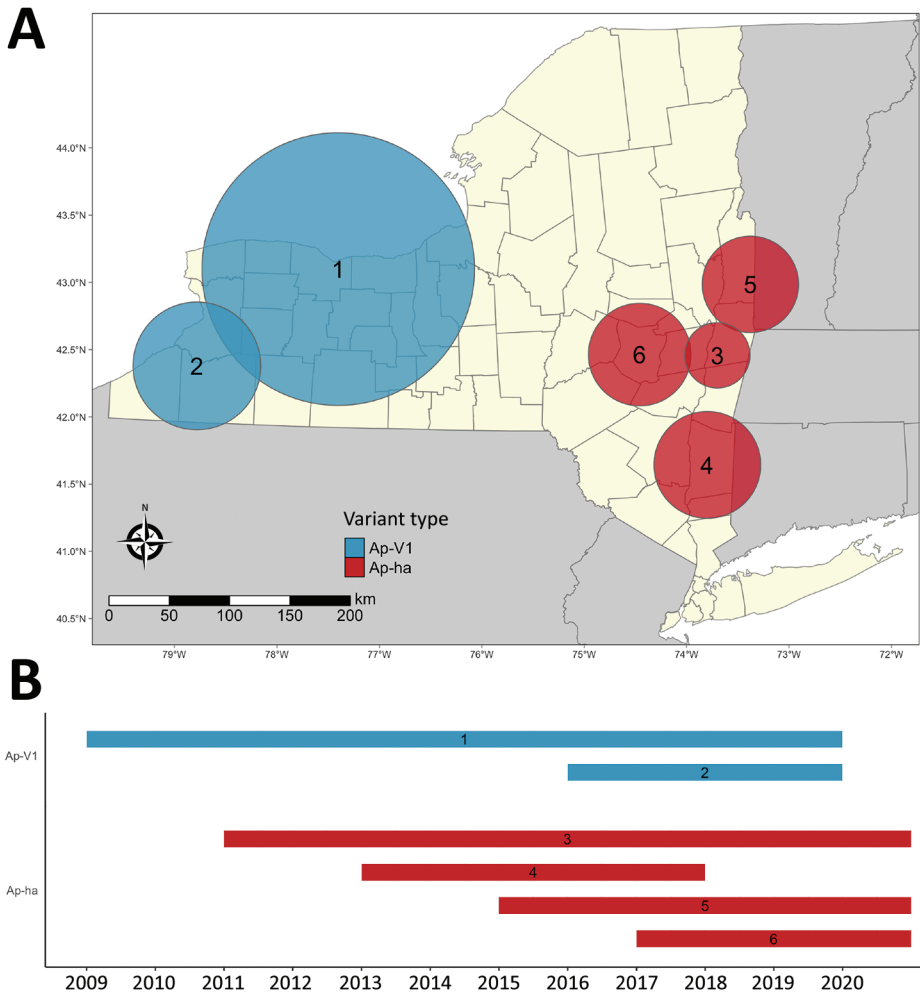 A
44.0°N
43.5°N
43.0°N
42.5°N
42.0°N
41.5°N
41.0°N
40.5°N
1
2
5
6
3
4
N
Variant type
Ap-V1
Ap-ha
km
0 50 100 150 200
79°W 78°W 77°W 76°W 75°W 74°W 73°W 72°W
B
Ap-V1
1
2
Ap-ha
3
4
5
6
2009 2010 2011 2012 2013 2014 2015 2016 2017 2018 2019 2020